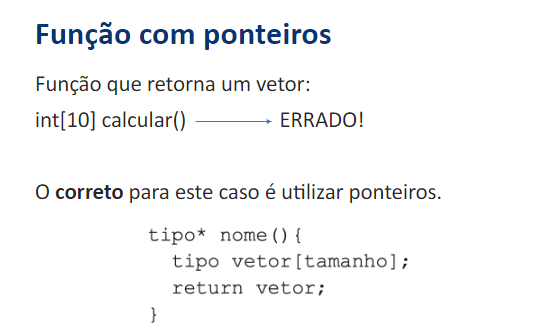 Função com ponteiros
Função que retorna um vetor:
int[10] calcular() ERRADO!
O correto para este caso é utilizar ponteiros.
tipo* nome(){
  tipo vetor[tamanho];
  return vetor;
}